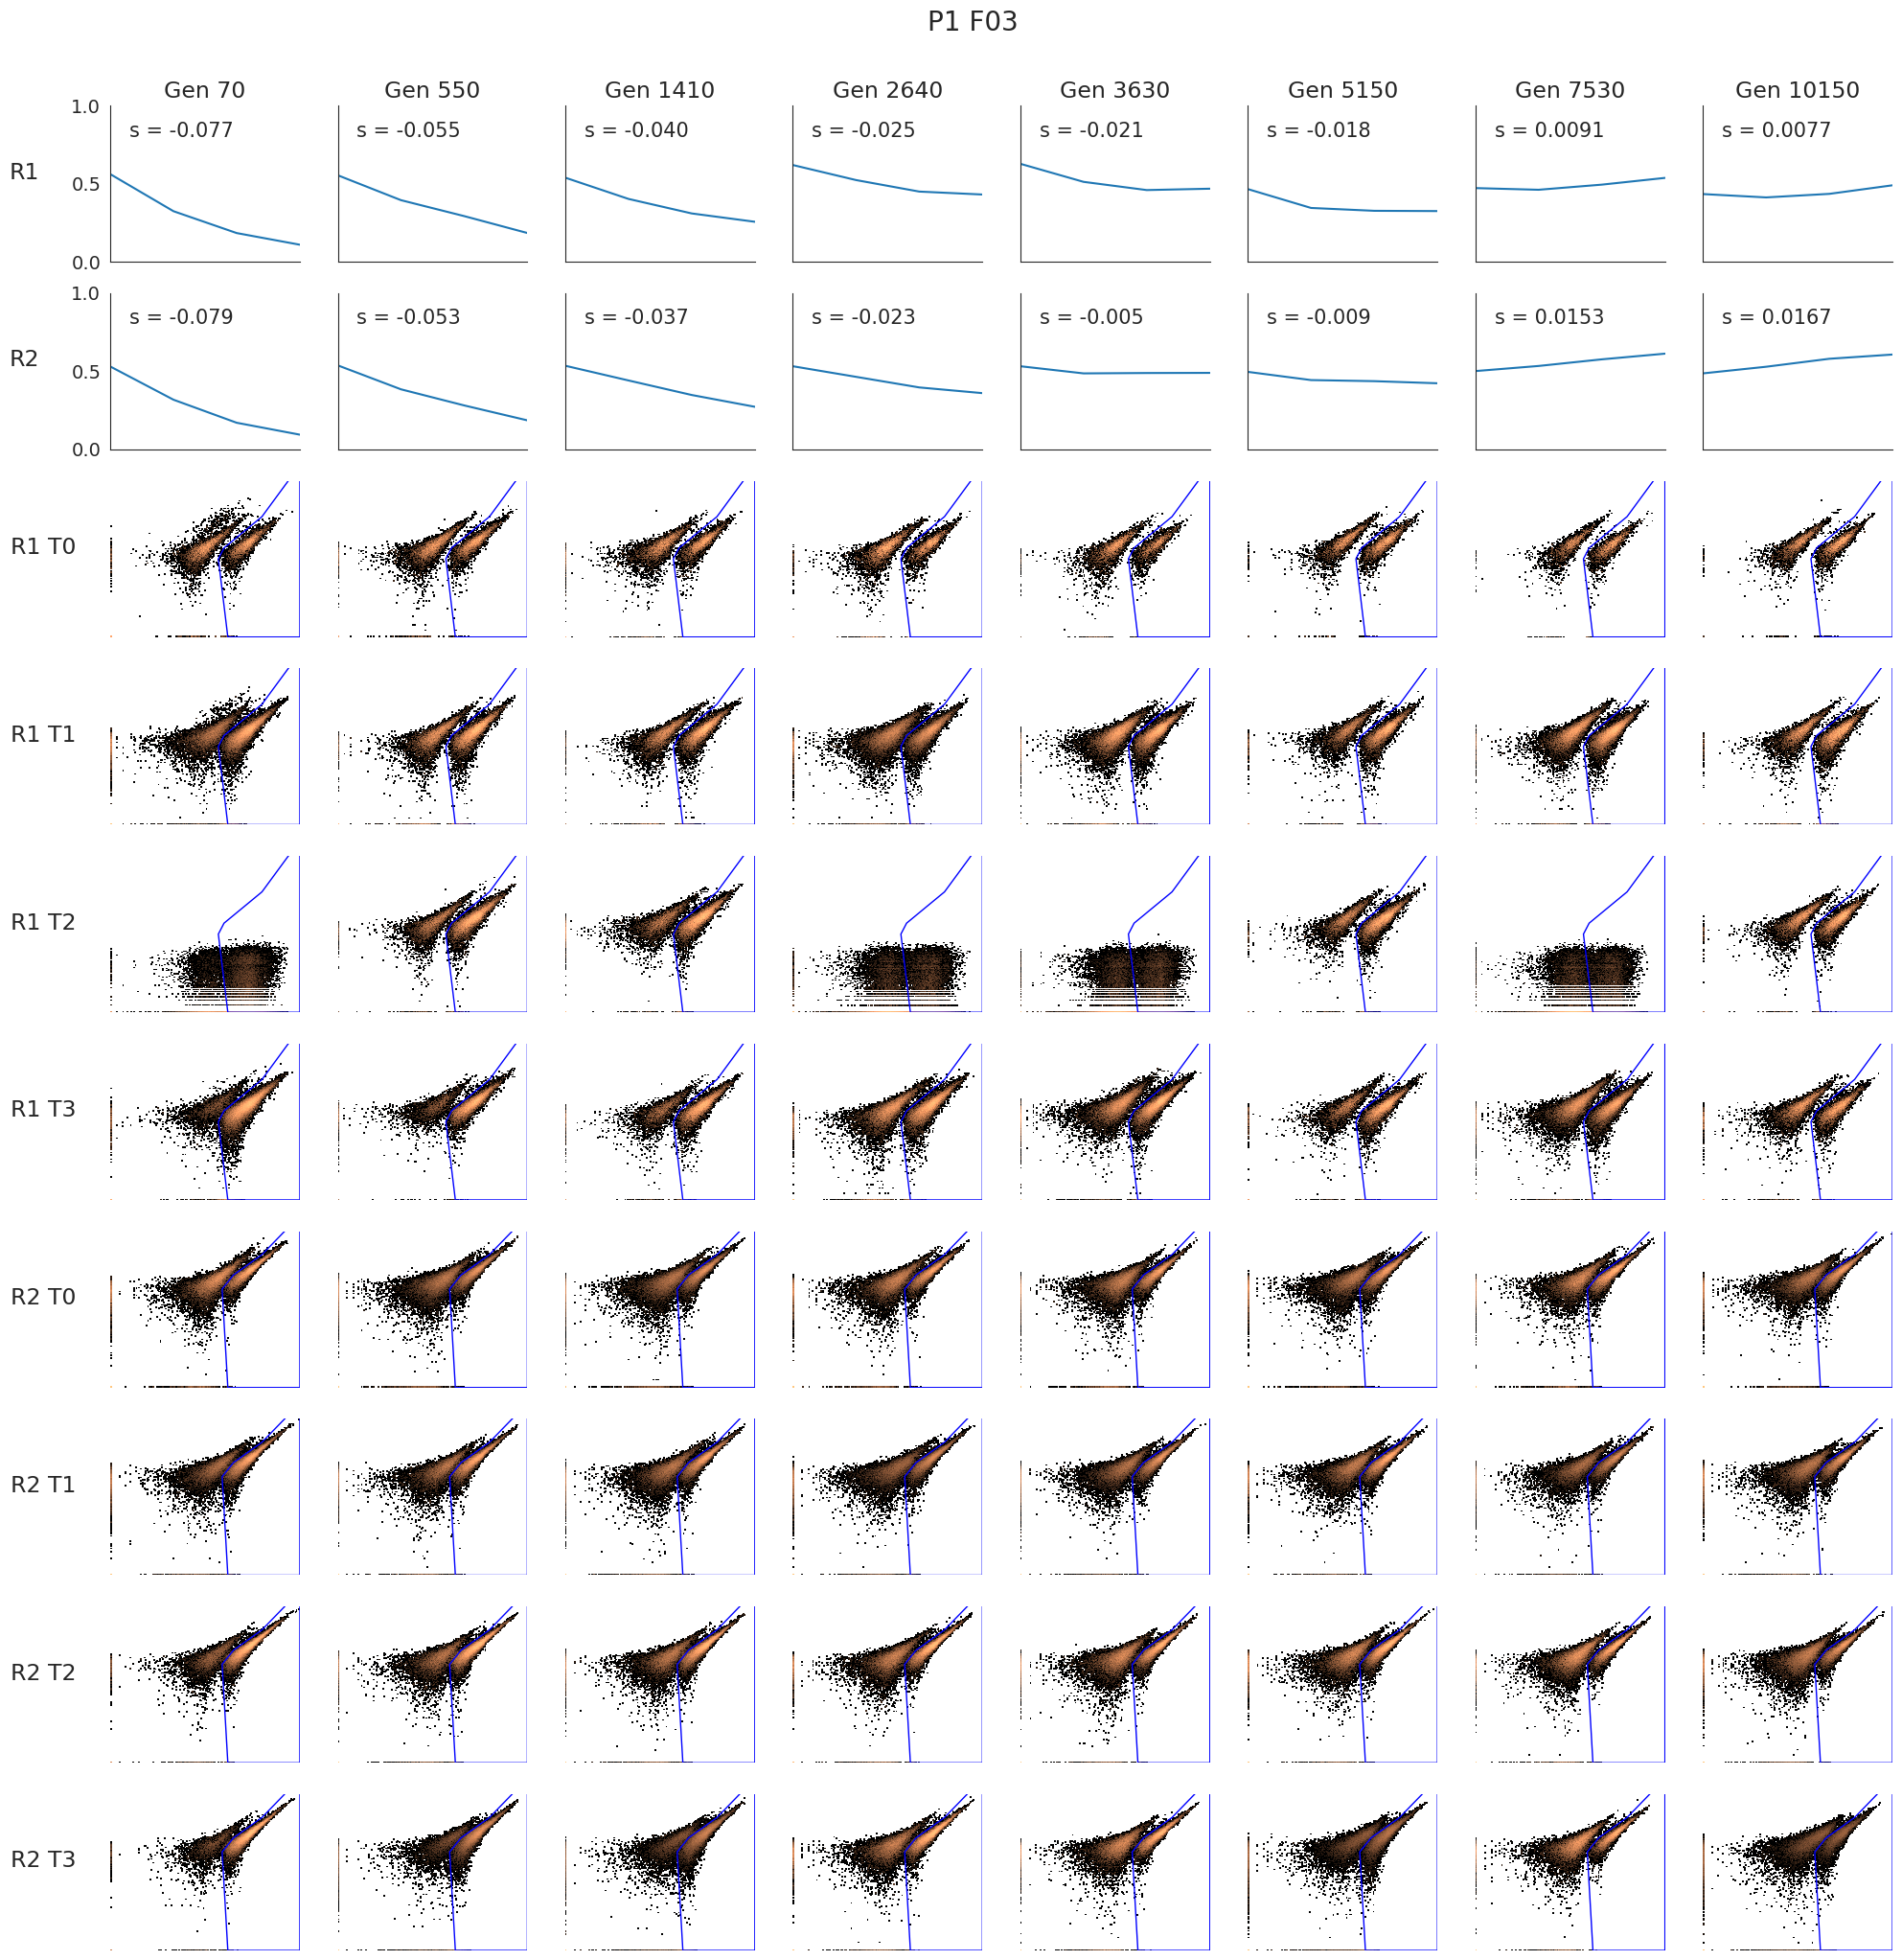 P1 F03
Gen 70 Gen 550 Gen 1410 Gen 2640 Gen 3630 Gen 5150 Gen 7530 Gen 10150
1.0
s = -0.077 s = -0.055 s = -0.040 s = -0.025 s = -0.021 s = -0.018 s = 0.0091 s = 0.0077
R1
0.5
0.0
1.0
s = -0.079 s = -0.053 s = -0.037 s = -0.023 s = -0.005 s = -0.009 s = 0.0153 s = 0.0167
R2
0.5
0.0
R1 T0
R1 T1
R1 T2
R1 T3
R2 T0
R2 T1
R2 T2
R2 T3